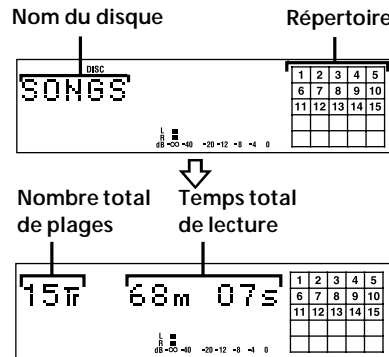 Nom du disque Répertoire
DISC
SONGS
1 2 3 4 5
6 7 8 9 10
11 12 13 14 15
L
R
dB -∞ -40 -20 -12 -8 -4 0
Nombre total de plages
Temps total de lecture
15Tr 68m 07s
1 2 3 4 5
6 7 8 9 10
11 12 13 14 15
L
R
dB -∞ -40 -20 -12 -8 -4 0